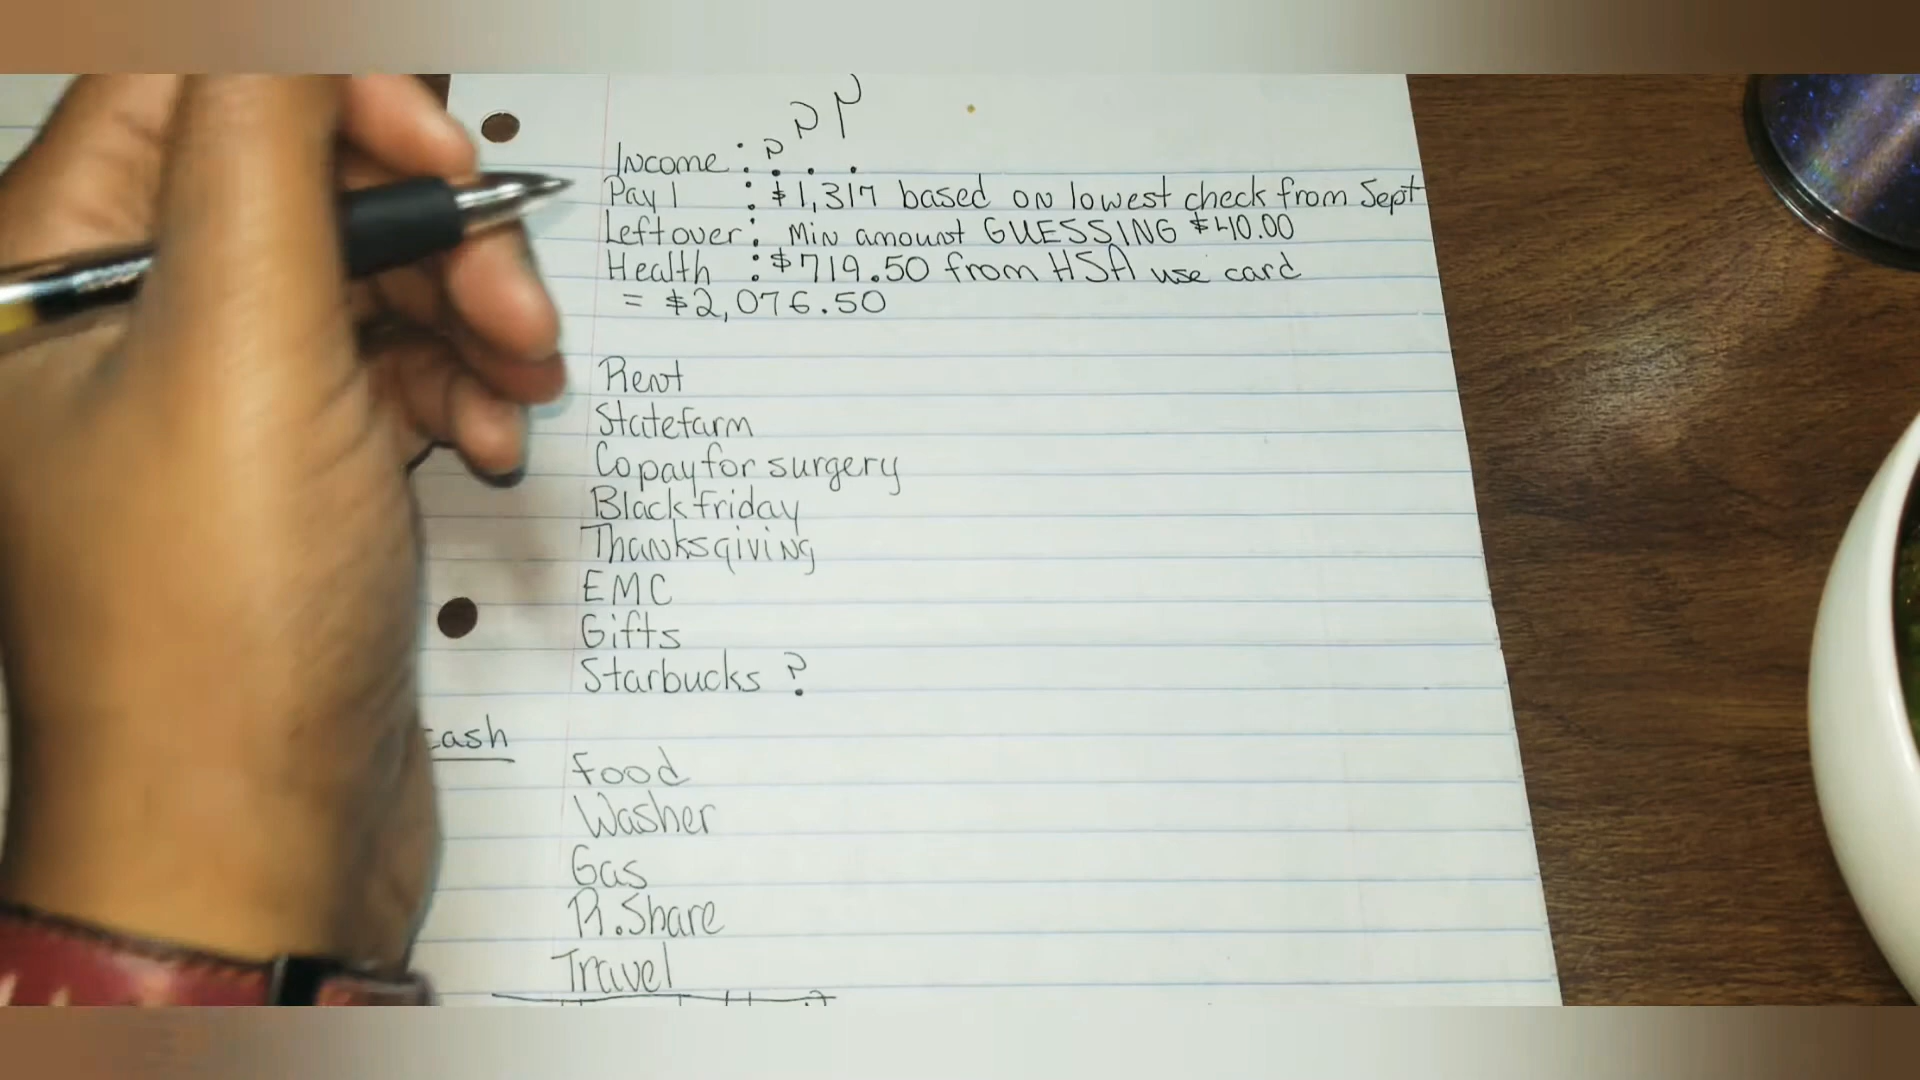 Income : ? ? ?
Pay 1 : $1,317 based on lowest check from Sept
Leftover : Min amount GUESSING $40.00
Health : $719.50 from HSA use card
= $2,076.50
Rent
Statefarm
Copay for surgery
Black friday
Thanksgiving
EMC
Gifts
Starbucks ?
cash
Food
Washer
Gas
R.Share
Travel